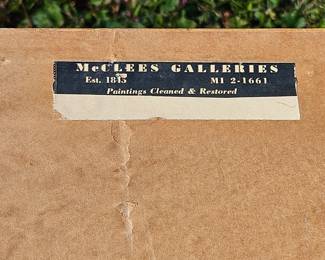 McCLEES GALLERIES
Est. 1845 MI 2-1661
Paintings Cleaned & Restored